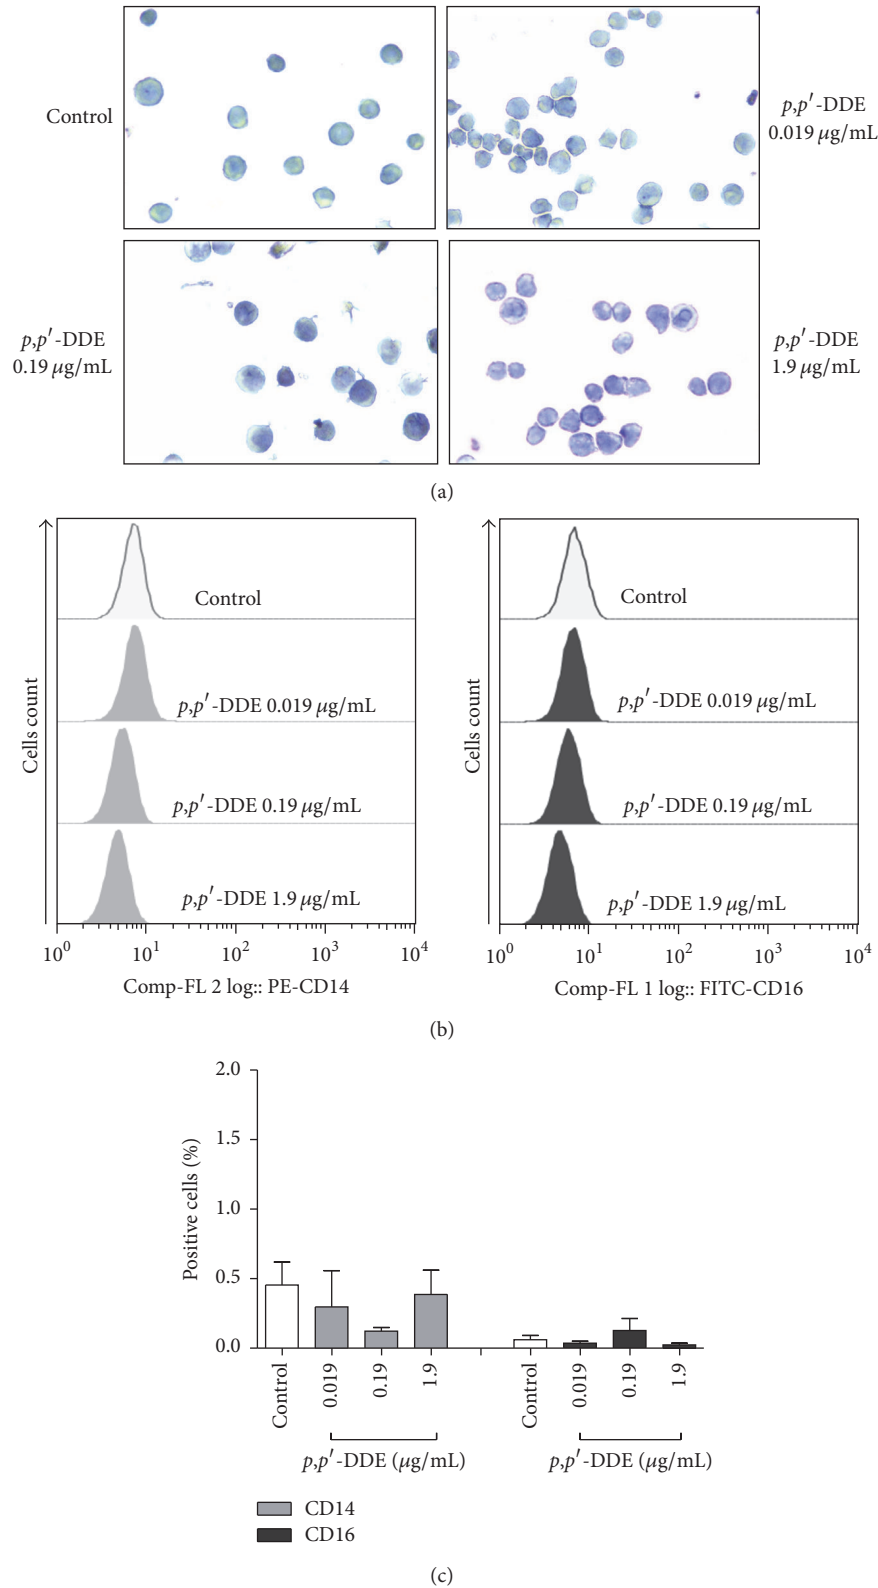 Control
p,p′-DDE
0.019 μg/mL
p,p′-DDE
0.19 μg/mL
p,p′-DDE
1.9 μg/mL
(a)
Cells count
Control
p,p′-DDE 0.019 μg/mL
p,p′-DDE 0.19 μg/mL
p,p′-DDE 1.9 μg/mL
10⁰ 10¹ 10² 10³ 10⁴
Comp-FL 2 log:: PE-CD14
Cells count
Control
p,p′-DDE 0.019 μg/mL
p,p′-DDE 0.19 μg/mL
p,p′-DDE 1.9 μg/mL
10⁰ 10¹ 10² 10³ 10⁴
Comp-FL 1 log:: FITC-CD16
(b)
Positive cells (%)
2.0
1.5
1.0
0.5
0.0
Control 0.019 0.19 1.9 Control 0.019 0.19 1.9
p,p′-DDE (μg/mL) p,p′-DDE (μg/mL)
CD14
CD16
(c)